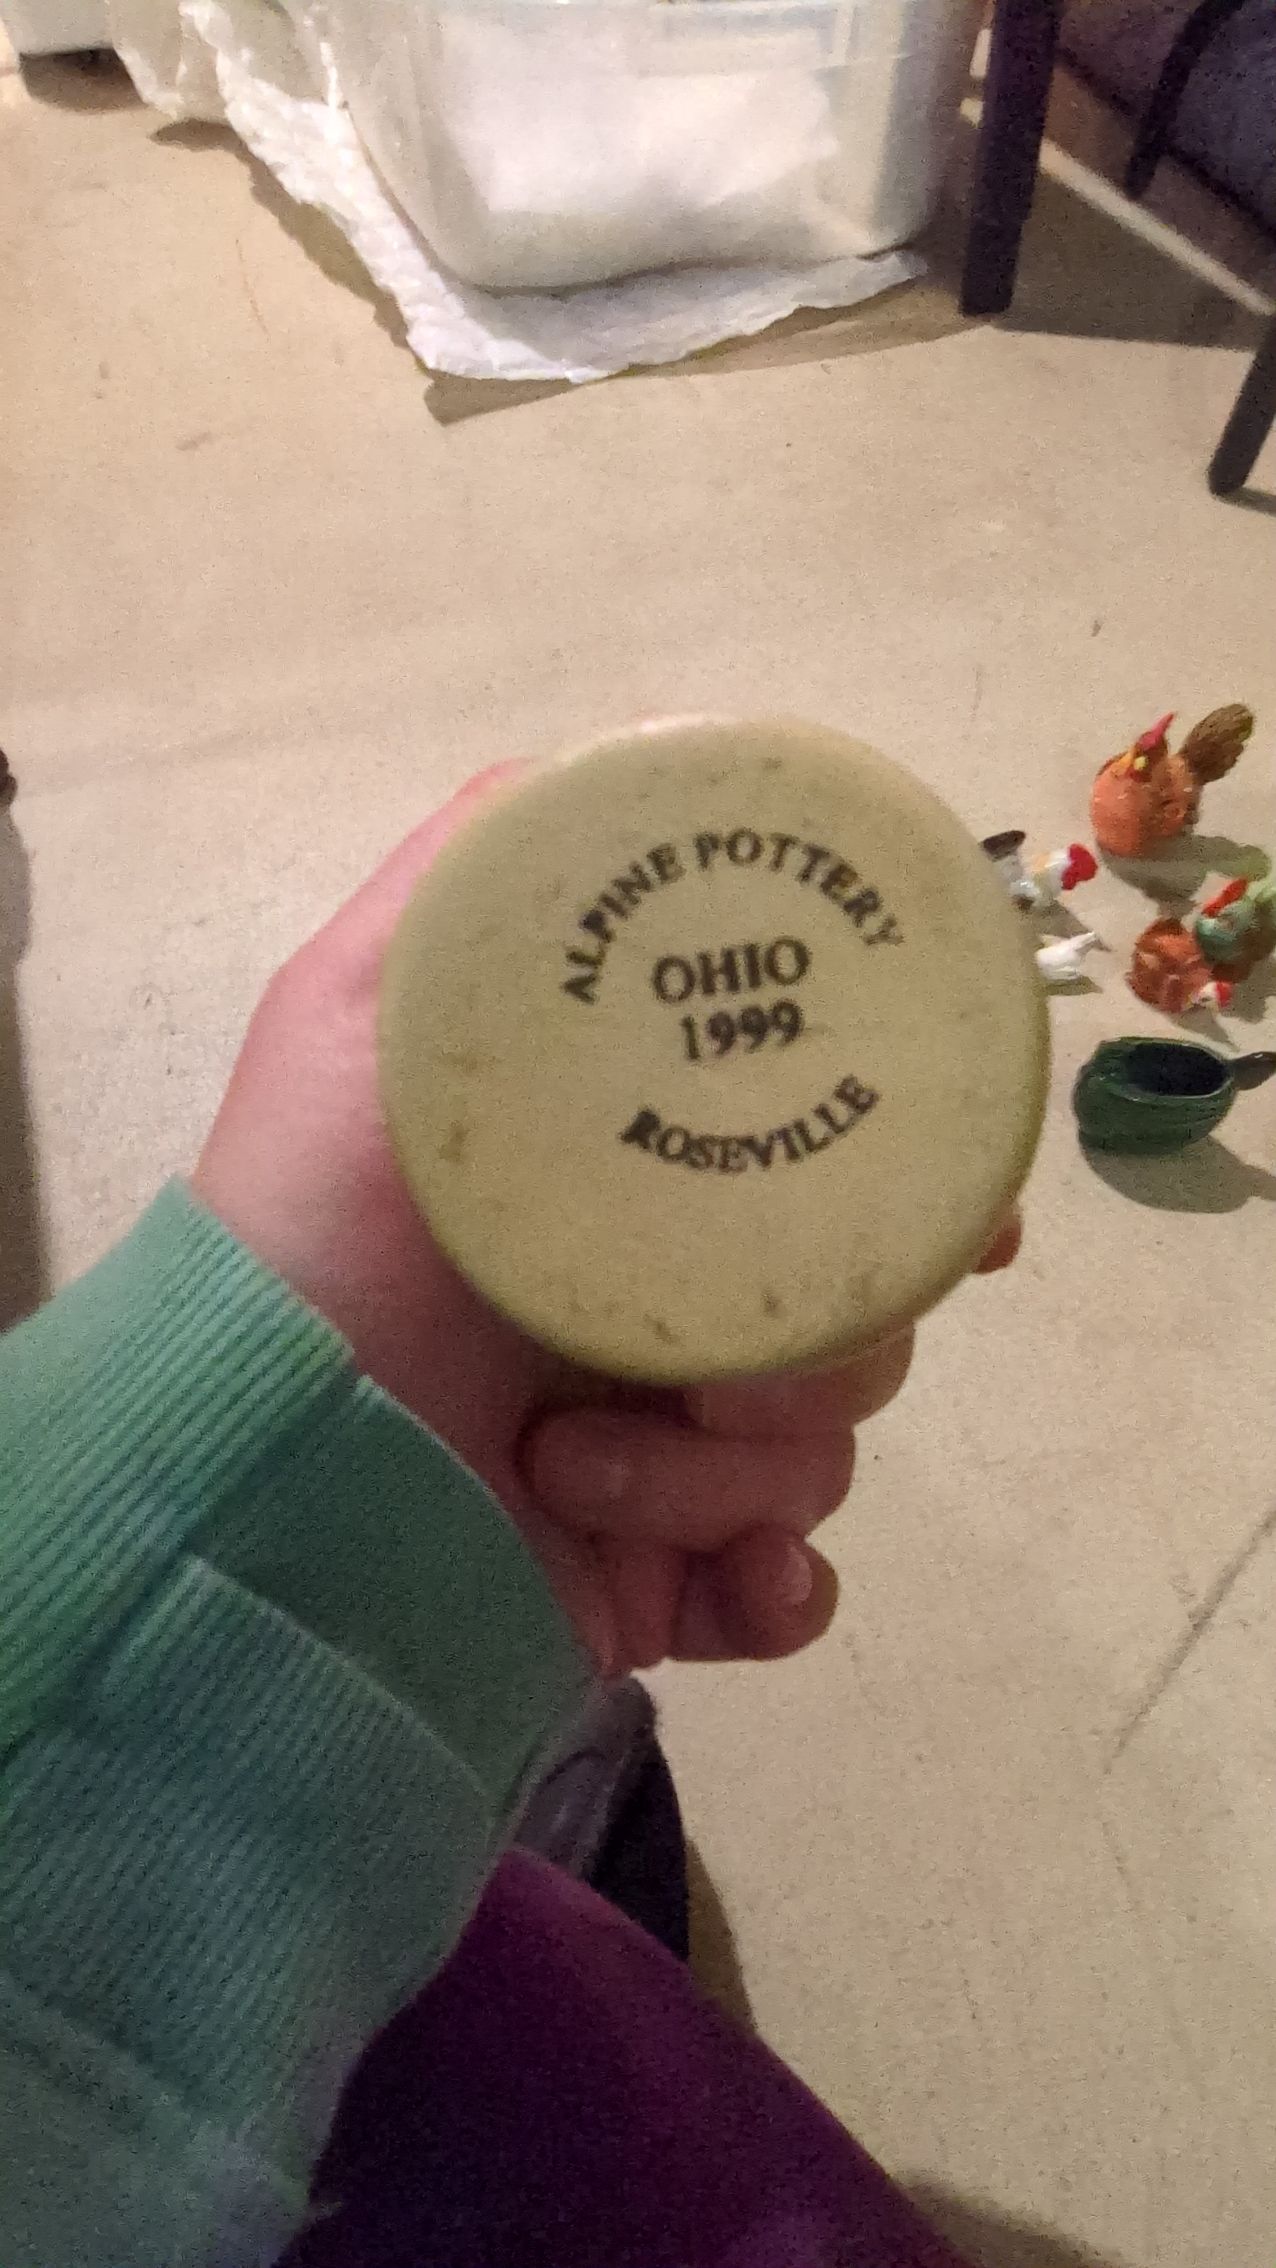 ALPINE POTTERY
OHIO
1999
ROSEVILLE